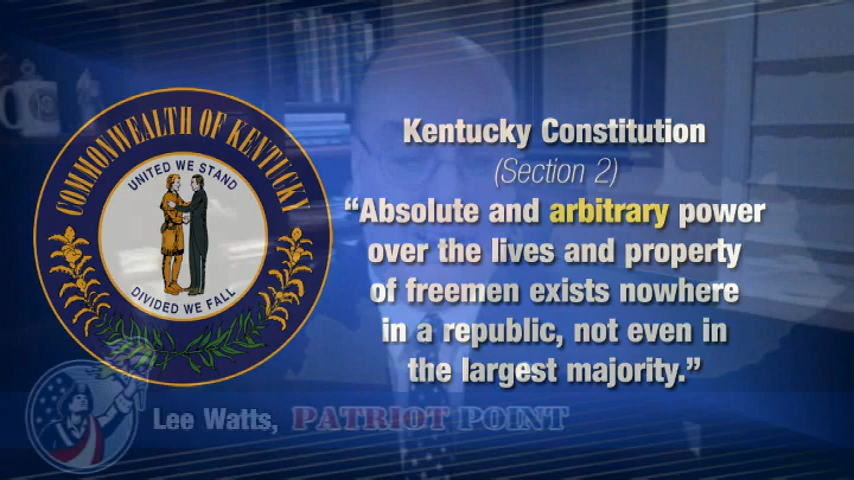 COMMONWEALTH OF KENTUCKY
UNITED WE STAND
DIVIDED WE FALL
Kentucky Constitution
(Section 2)
“Absolute and arbitrary power
over the lives and property
of freemen exists nowhere
in a republic, not even in
the largest majority.”
Lee Watts, PATRIOT POINT